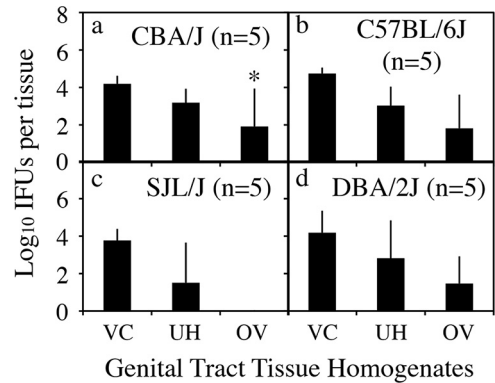 Log10 IFUs per tissue
8
6
4
2
0
a
CBA/J (n=5)
*
b
C57BL/6J
(n=5)
6
4
2
0
c
SJL/J (n=5)
d
DBA/2J (n=5)
VC UH OV VC UH OV
Genital Tract Tissue Homogenates